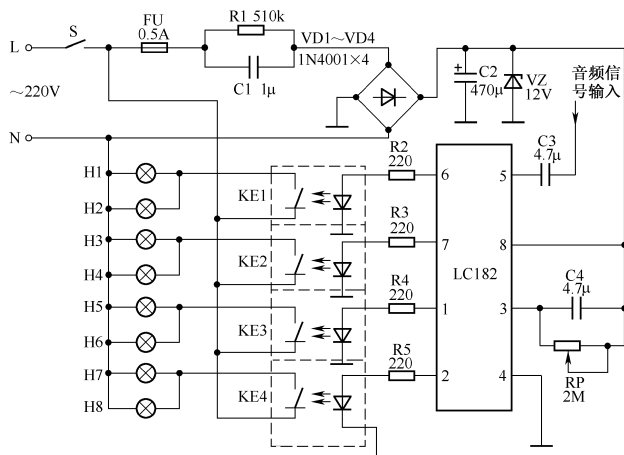 L
S
FU
0.5A
R1 510k
C1 1μ
VD1～VD4
1N4001×4
～220V
N
C2
470μ
VZ
12V
音频信
号输入
C3
4.7μ
H1
H2
H3
H4
H5
H6
H7
H8
KE1
KE2
KE3
KE4
R2
220
R3
220
R4
220
R5
220
6
7
1
2
LC182
5
8
3
4
C4
4.7μ
RP
2M